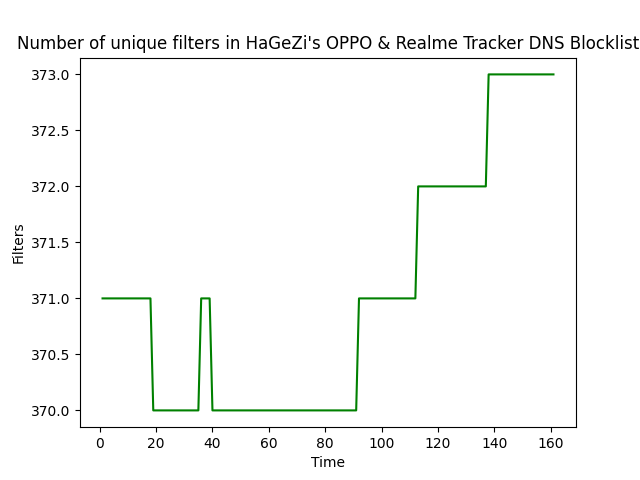 Number of unique filters in HaGeZi's OPPO & Realme Tracker DNS Blocklist
373.0
372.5
372.0
371.5
371.0
370.5
370.0
Filters
0 20 40 60 80 100 120 140 160
Time